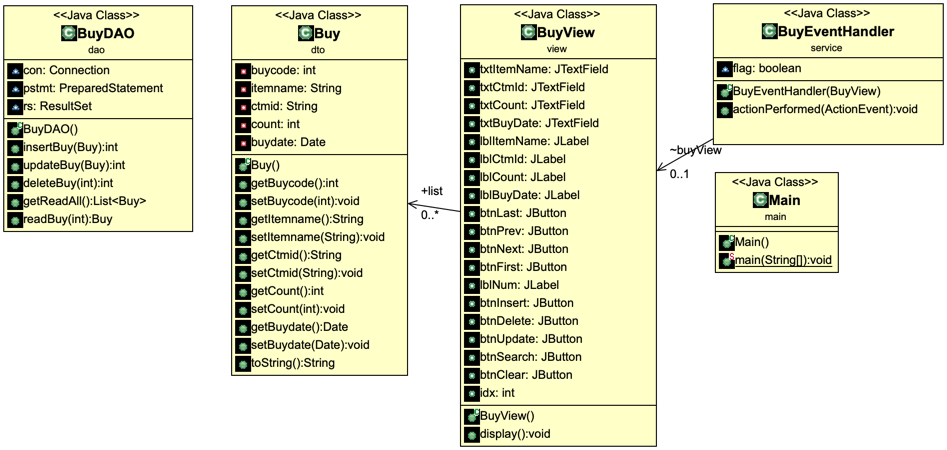 <<Java Class>>
BuyDAO
dao
con: Connection
pstmt: PreparedStatement
rs: ResultSet
BuyDAO()
insertBuy(Buy):int
updateBuy(Buy):int
deleteBuy(int):int
getReadAll():List<Buy>
readBuy(int):Buy
<<Java Class>>
Buy
dto
buycode: int
itemname: String
ctmid: String
count: int
buydate: Date
Buy()
getBuycode():int
setBuycode(int):void
getItemname():String
setItemname(String):void
getCtmid():String
setCtmid(String):void
getCount():int
setCount(int):void
getBuydate():Date
setBuydate(Date):void
toString():String
+list
0..*
<<Java Class>>
BuyView
view
txtItemName: JTextField
txtCtmId: JTextField
txtCount: JTextField
txtBuyDate: JTextField
lblItemName: JLabel
lblCtmId: JLabel
lblCount: JLabel
lblBuyDate: JLabel
btnLast: JButton
btnPrev: JButton
btnNext: JButton
btnFirst: JButton
lblNum: JLabel
btnInsert: JButton
btnDelete: JButton
btnUpdate: JButton
btnSearch: JButton
btnClear: JButton
idx: int
BuyView()
display():void
~buyView
0..1
<<Java Class>>
BuyEventHandler
service
flag: boolean
BuyEventHandler(BuyView)
actionPerformed(ActionEvent):void
<<Java Class>>
Main
main
Main()
main(String[]):void